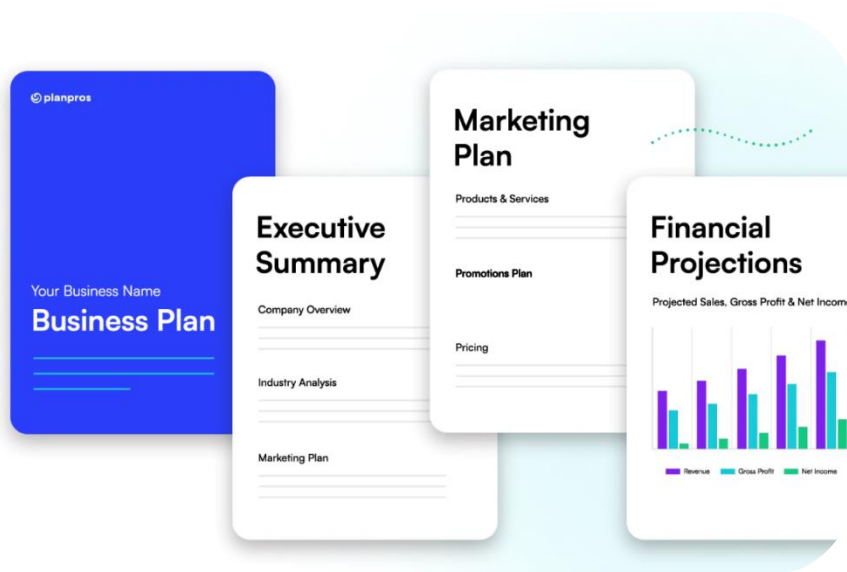 planpros
Your Business Name
Business Plan
Executive
Summary
Company Overview
Industry Analysis
Marketing Plan
Marketing
Plan
Products & Services
Promotions Plan
Pricing
Financial
Projections
Projected Sales, Gross Profit & Net Income
Revenue
Gross Profit
Net Income